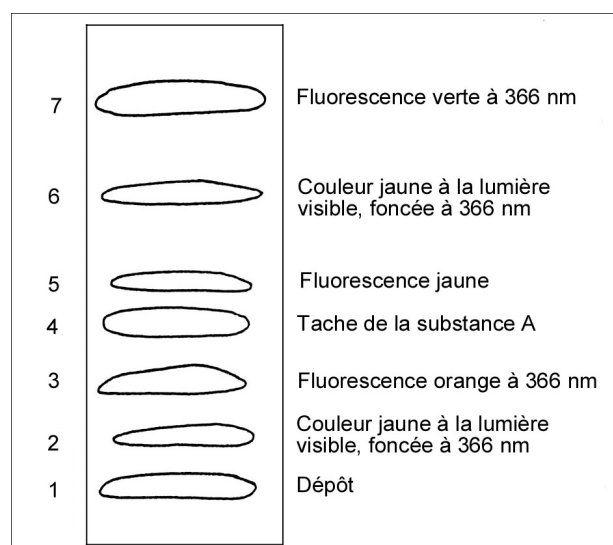 7 Fluorescence verte à 366 nm
6 Couleur jaune à la lumière
visible, foncée à 366 nm
5 Fluorescence jaune
4 Tache de la substance A
3 Fluorescence orange à 366 nm
2 Couleur jaune à la lumière
visible, foncée à 366 nm
1 Dépôt